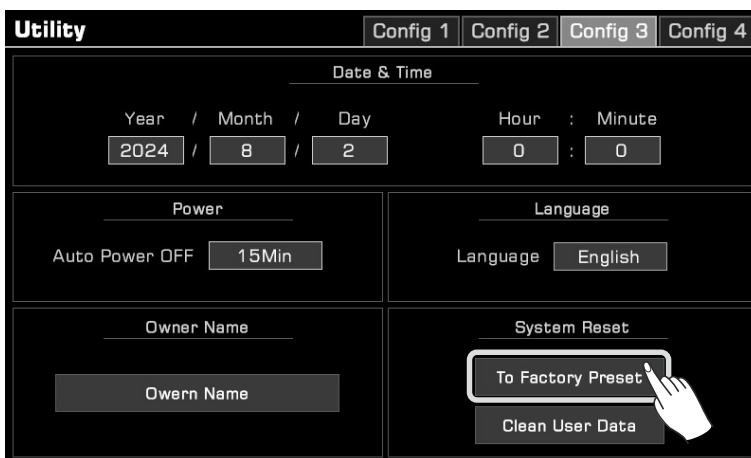 Utility Config 1 Config 2 Config 3 Config 4
Date & Time
Year / Month / Day Hour : Minute
2024 / 8 / 2 0 : 0
Power
Auto Power OFF 15Min
Language
Language English
Owner Name
Owern Name
System Reset
To Factory Preset
Clean User Data